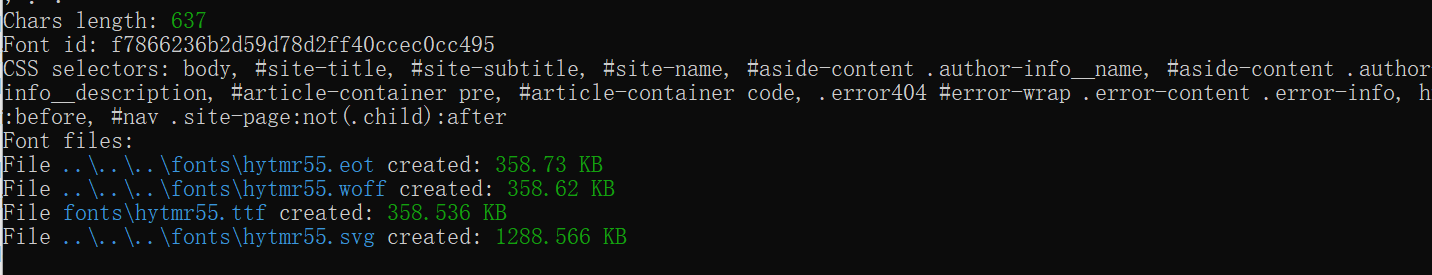 Chars length: 637
Font id: f7866236b2d59d78d2ff40ccec0cc495
CSS selectors: body, #site-title, #site-subtitle, #site-name, #aside-content .author-info__name, #aside-content .author-
info__description, #article-container pre, #article-container code, .error404 #error-wrap .error-content .error-info, h
:before, #nav .site-page:not(.child):after
Font files:
File ..\..\..\fonts\hytmr55.eot created: 358.73 KB
File ..\..\..\fonts\hytmr55.woff created: 358.62 KB
File fonts\hytmr55.ttf created: 358.536 KB
File ..\..\..\fonts\hytmr55.svg created: 1288.566 KB